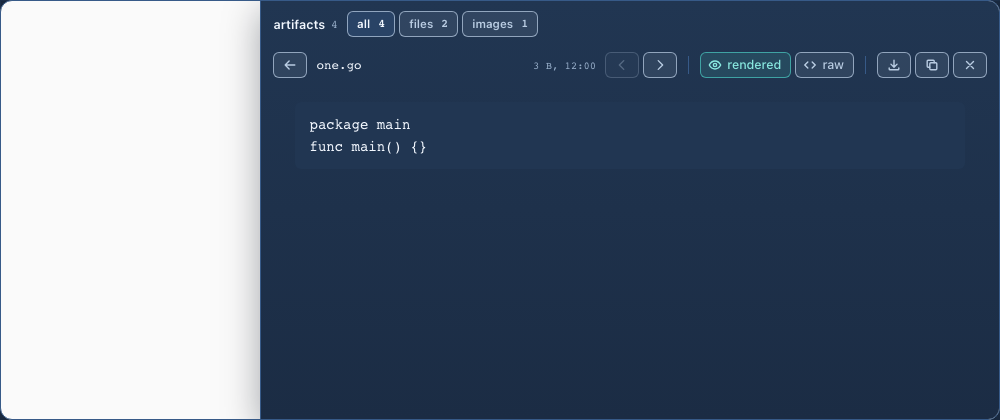 artifacts 4 all 4 files 2 images 1
one.go 3 B, 12:00 rendered raw
package main
func main() {}